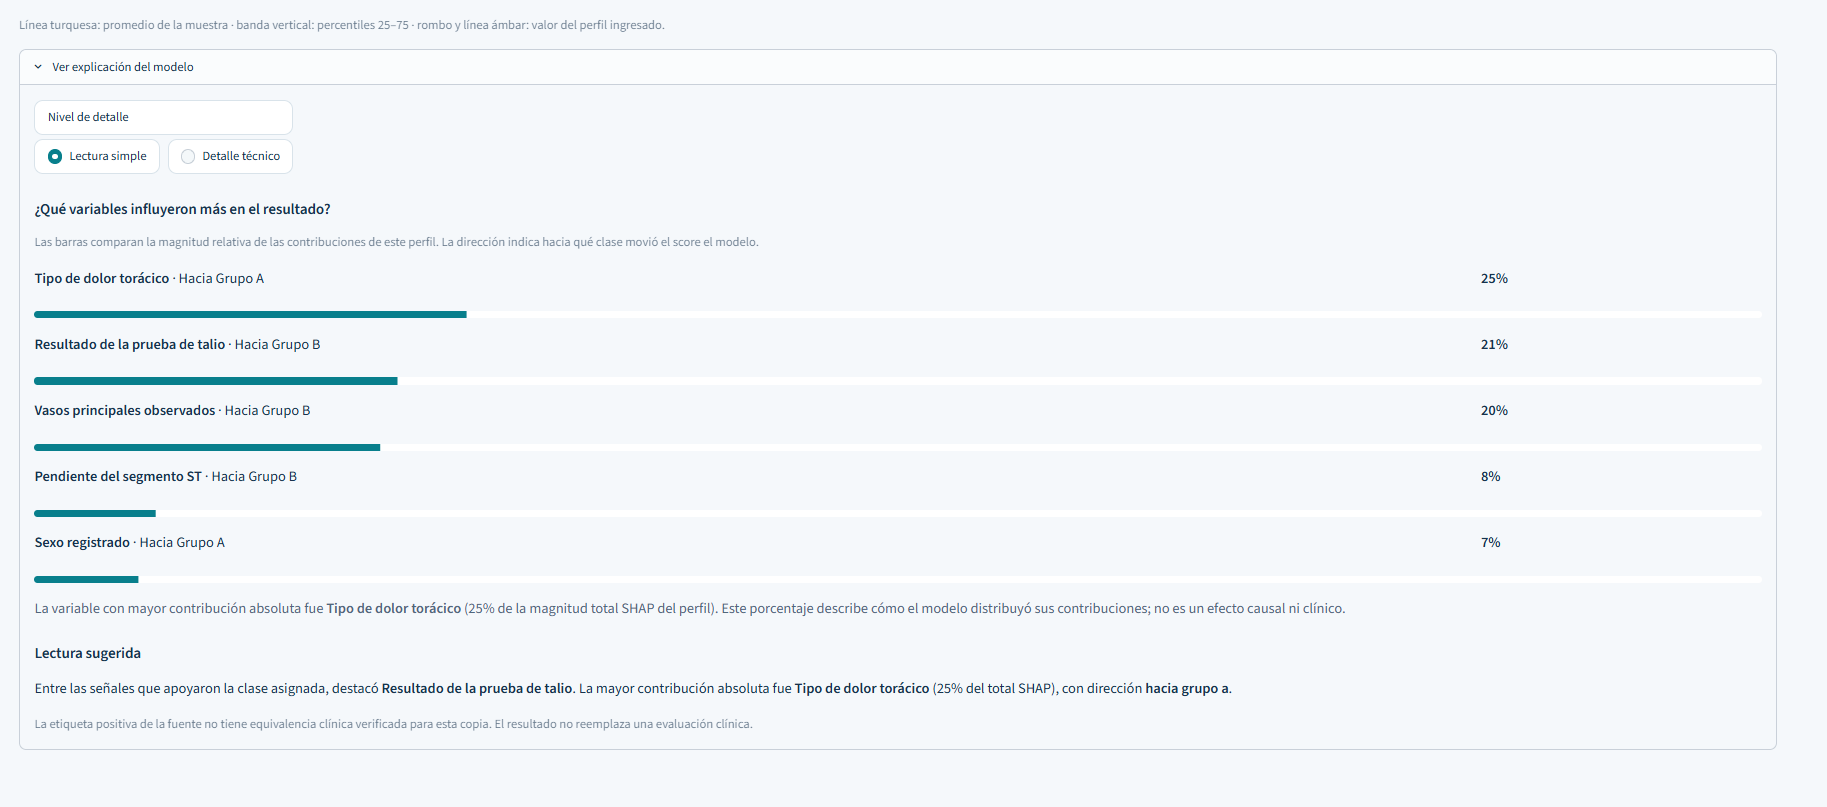 Línea turquesa: promedio de la muestra · banda vertical: percentiles 25–75 · rombo y línea ámbar: valor del perfil ingresado.
Ver explicación del modelo
Nivel de detalle
Lectura simple
Detalle técnico
¿Qué variables influyeron más en el resultado?
Las barras comparan la magnitud relativa de las contribuciones de este perfil. La dirección indica hacia qué clase movió el score el modelo.
Tipo de dolor torácico · Hacia Grupo A 25%
Resultado de la prueba de talio · Hacia Grupo B 21%
Vasos principales observados · Hacia Grupo B 20%
Pendiente del segmento ST · Hacia Grupo B 8%
Sexo registrado · Hacia Grupo A 7%
La variable con mayor contribución absoluta fue Tipo de dolor torácico (25% de la magnitud total SHAP del perfil). Este porcentaje describe cómo el modelo distribuyó sus contribuciones; no es un efecto causal ni clínico.
Lectura sugerida
Entre las señales que apoyaron la clase asignada, destacó Resultado de la prueba de talio. La mayor contribución absoluta fue Tipo de dolor torácico (25% del total SHAP), con dirección hacia grupo a.
La etiqueta positiva de la fuente no tiene equivalencia clínica verificada para esta copia. El resultado no reemplaza una evaluación clínica.